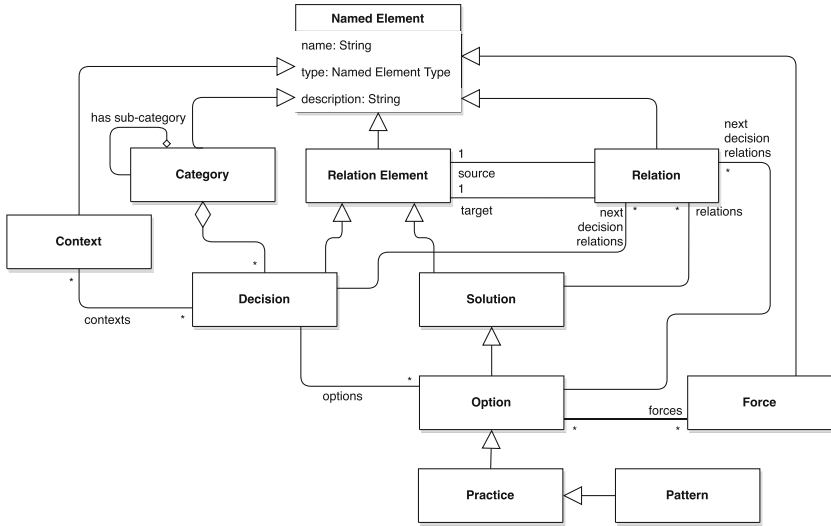 Named Element
name: String
type: Named Element Type
description: String
has sub-category
next
decision
relations
*
Category
Relation Element
1
source
1
target
Relation
next
decision
relations
*
*
relations
Context
*
contexts
*
*
Decision
Solution
options
*
Option
forces
*
*
Force
Practice
Pattern